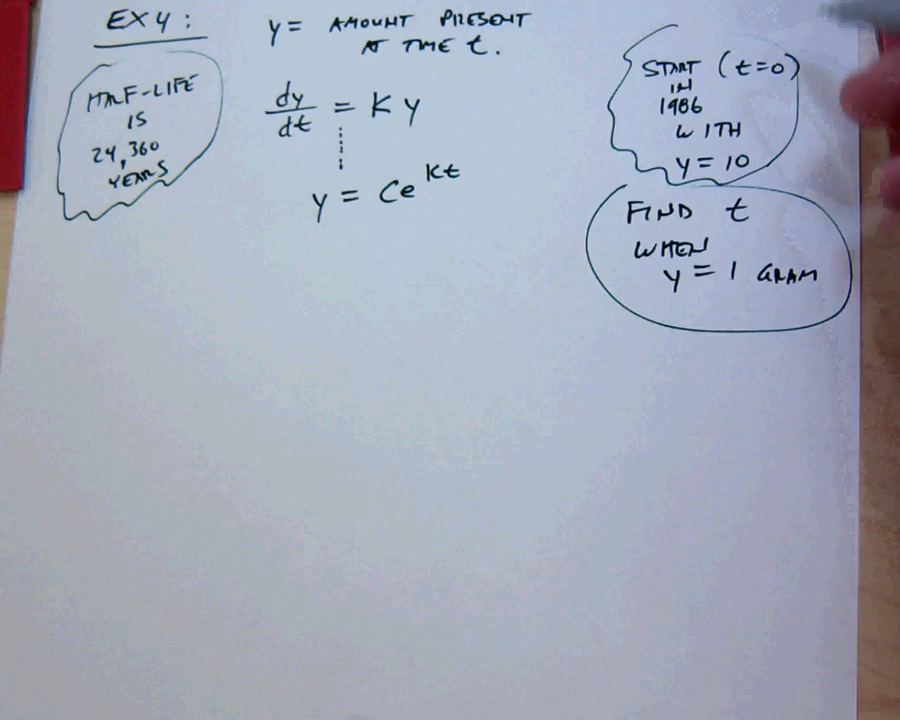 EX 4:
y = AMOUNT PRESENT
AT TIME t.
HALF-LIFE
IS
24,360
YEARS
dy/dt = Ky
y = Ce^Kt
START (t=0)
IN
1986
WITH
y = 10
FIND t
WHEN
y = 1 GRAM